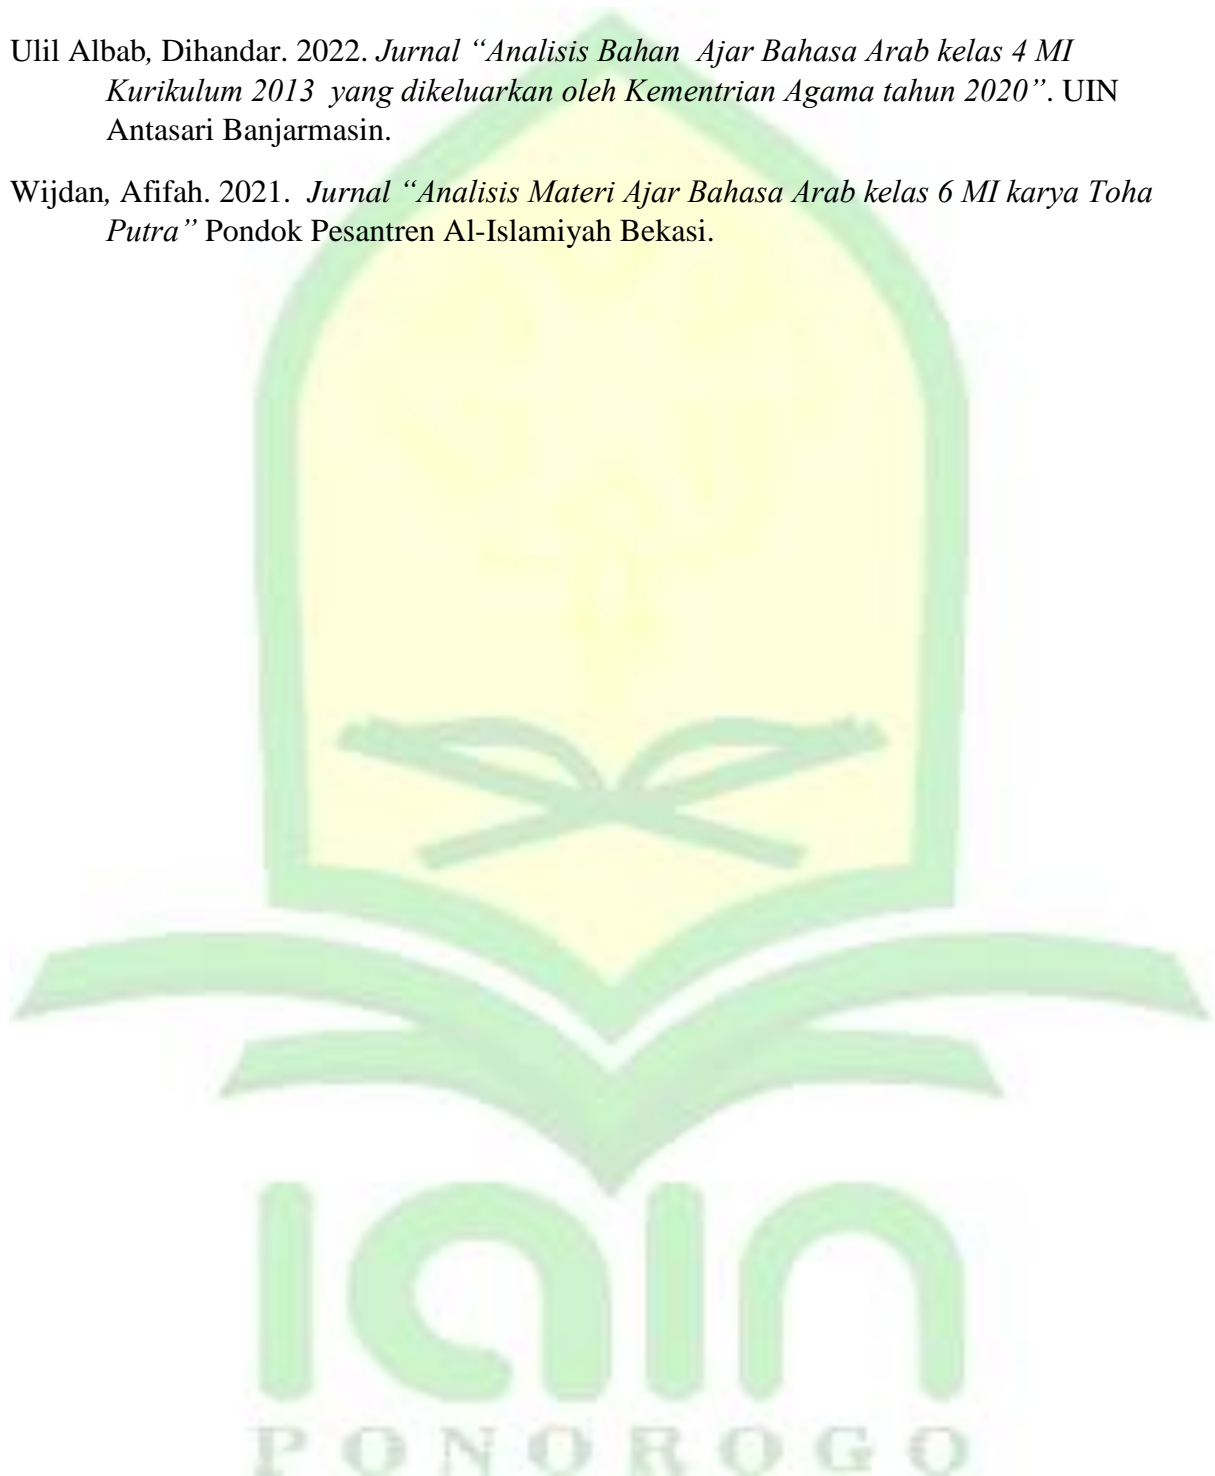 Ulil Albab, Dihandar. 2022. Jurnal “Analisis Bahan  Ajar Bahasa Arab kelas 4 MI
Kurikulum 2013  yang dikeluarkan oleh Kementrian Agama tahun 2020”. UIN
Antasari Banjarmasin.
Wijdan, Afifah. 2021.  Jurnal “Analisis Materi Ajar Bahasa Arab kelas 6 MI karya Toha
Putra” Pondok Pesantren Al-Islamiyah Bekasi.
iain
PONOROGO